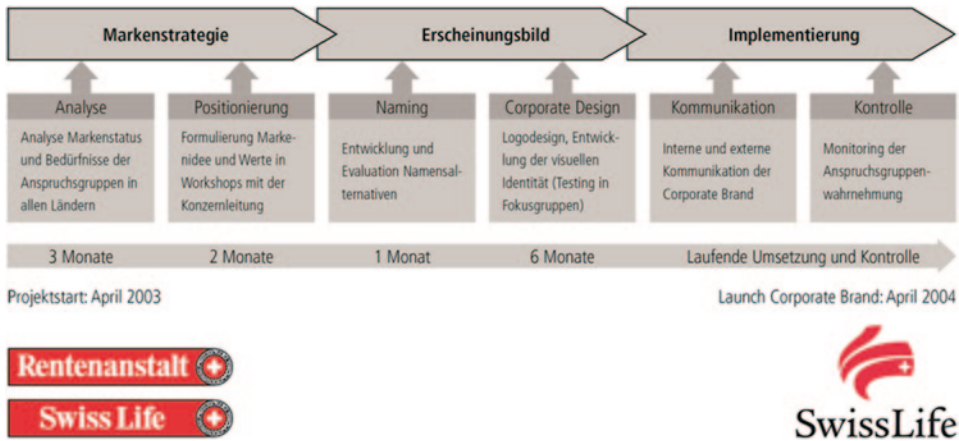 Markenstrategie
Erscheinungsbild
Implementierung
Analyse
Analyse Markenstatus
und Bedürfnisse der
Anspruchsgruppen in
allen Ländern
Positionierung
Formulierung Marke-
nidee und Werte in
Workshops mit der
Konzernleitung
Naming
Entwicklung und
Evaluation Namensal-
ternativen
Corporate Design
Logodesign, Entwick-
lung der visuellen
Identität (Testing in
Fokusgruppen)
Kommunikation
Interne und externe
Kommunikation der
Corporate Brand
Kontrolle
Monitoring der
Anspruchsgruppen-
wahrnehmung
3 Monate
2 Monate
1 Monat
6 Monate
Laufende Umsetzung und Kontrolle
Projektstart: April 2003
Launch Corporate Brand: April 2004
Rentenanstalt
Swiss Life
SwissLife